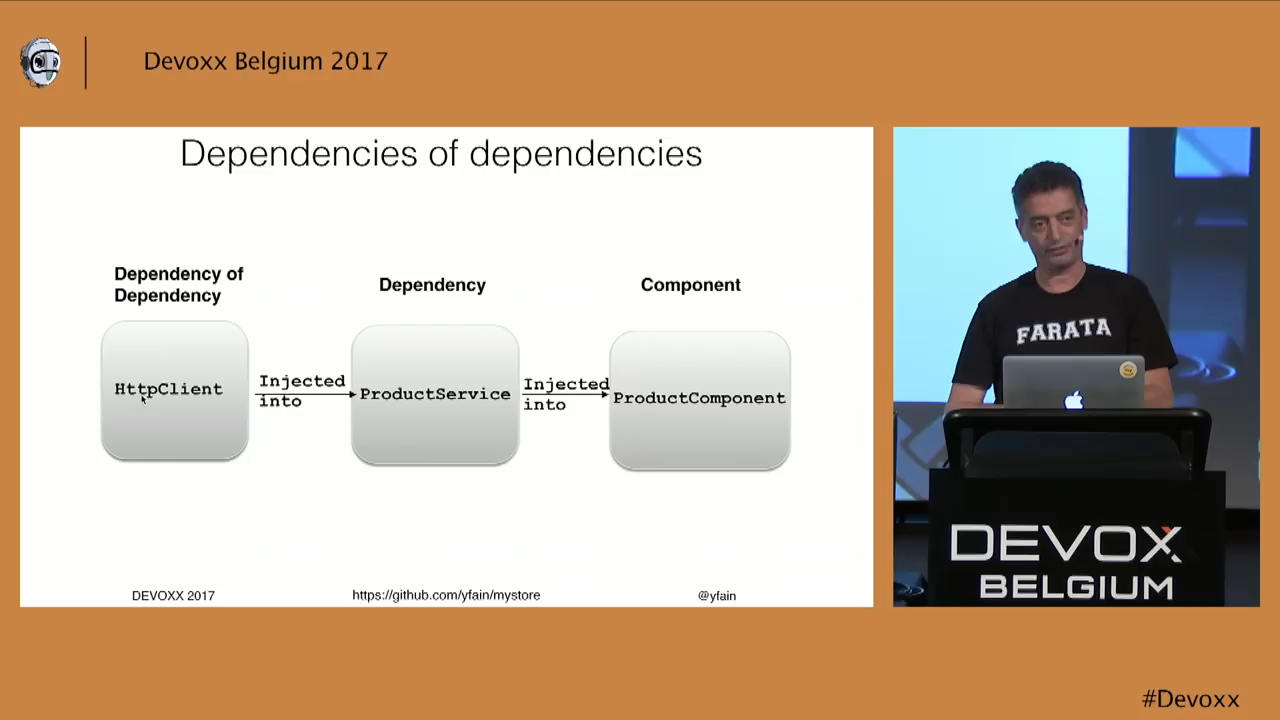 Devoxx Belgium 2017
Dependencies of dependencies
Dependency of
Dependency
Dependency
Component
HttpClient
Injected
into
ProductService
Injected
into
ProductComponent
DEVOXX 2017
https://github.com/yfain/mystore
@yfain
FARATA
DEVOXX
BELGIUM
#Devoxx